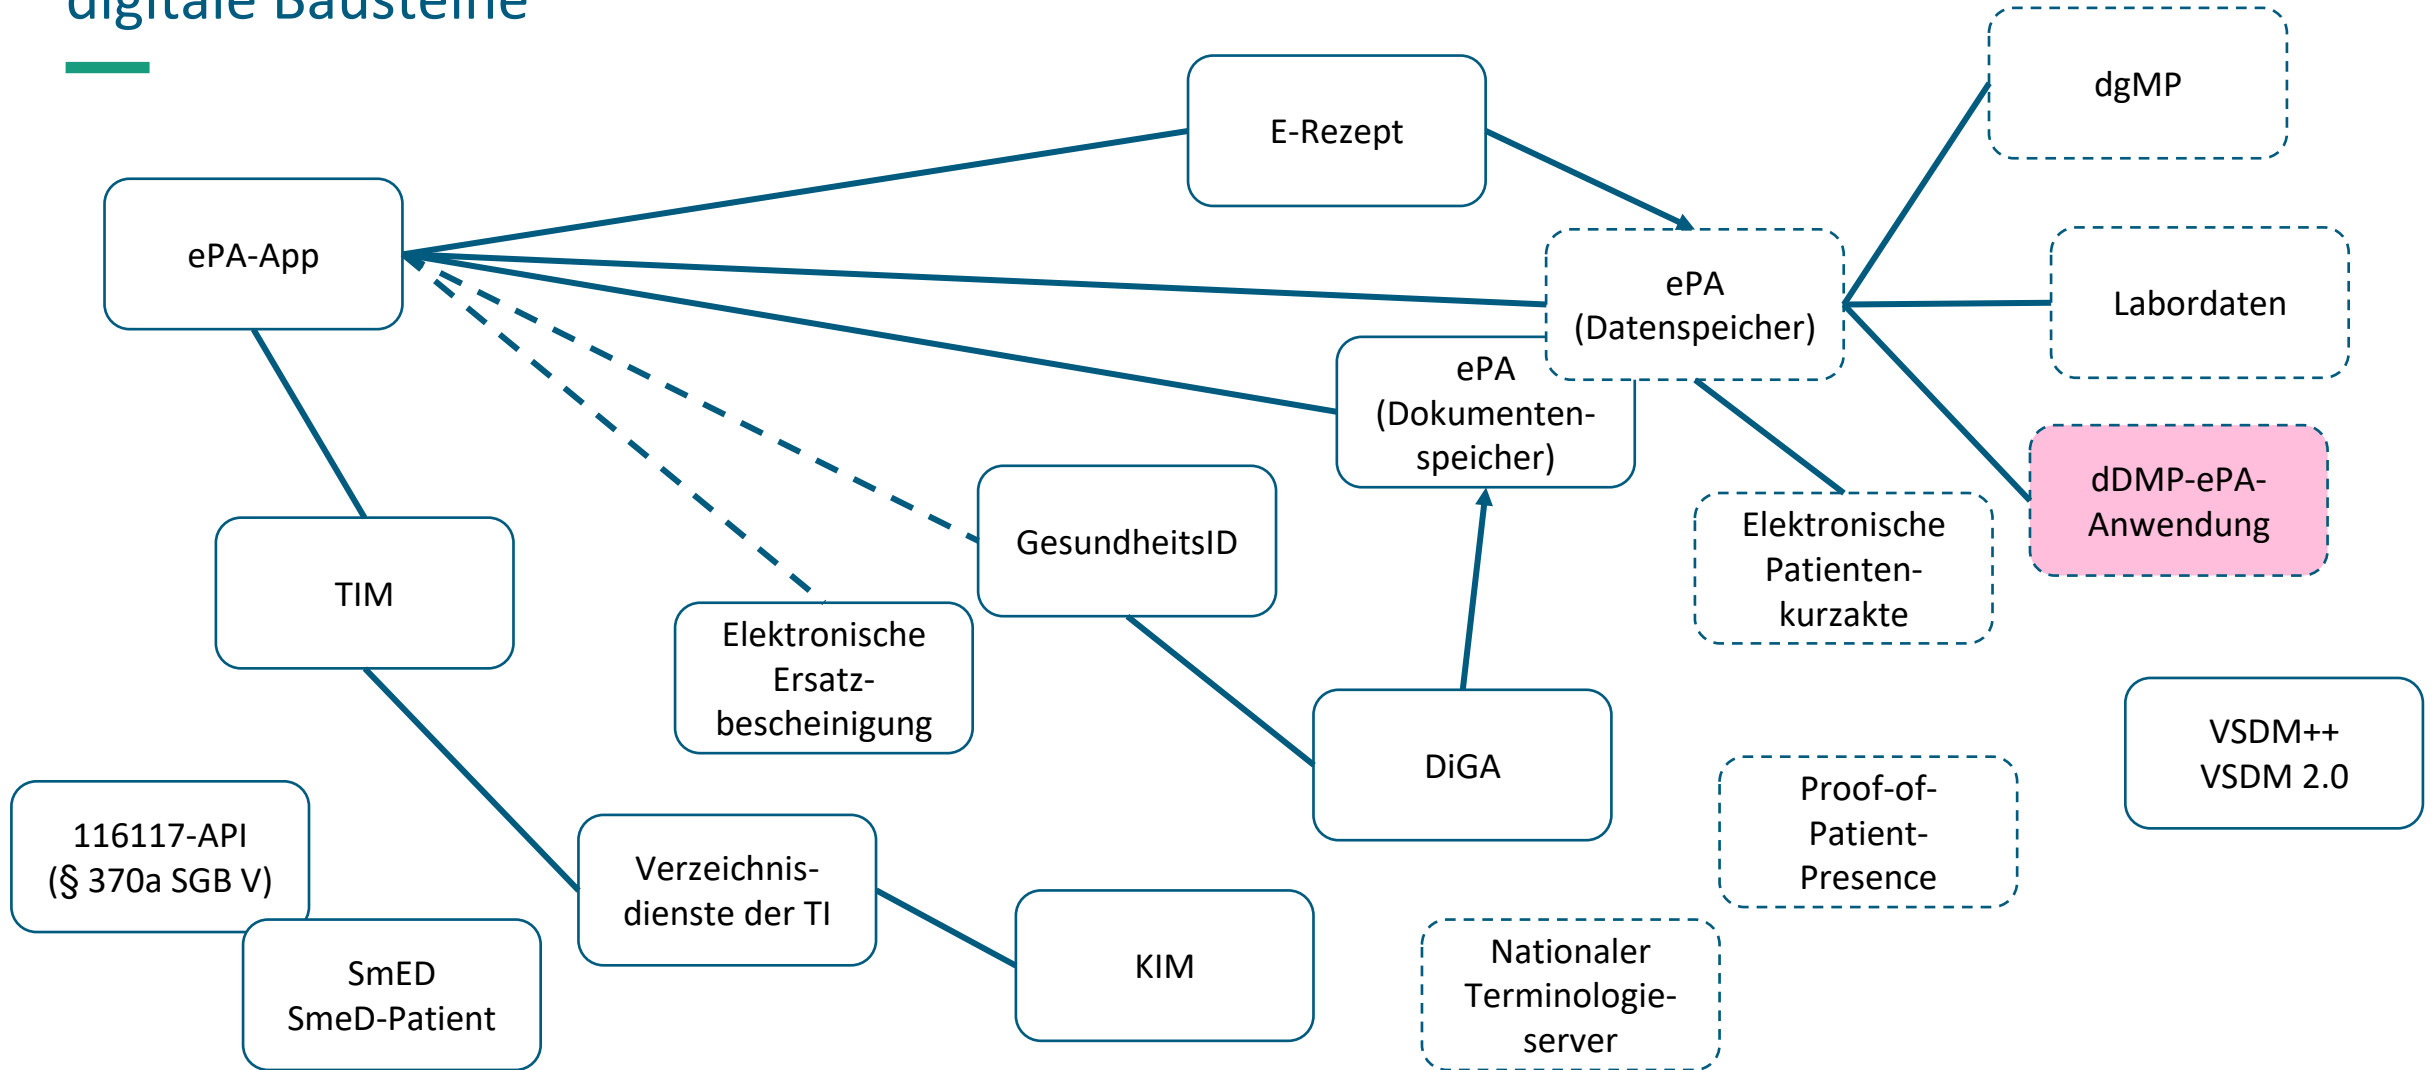 digitale Bausteine
dgMP
E-Rezept
ePA-App
ePA
(Datenspeicher)
Labordaten
ePA
(Dokumenten-
speicher)
dDMP-ePA-
Anwendung
GesundheitsID
Elektronische
Patienten-
kurzakte
TIM
Elektronische
Ersatz-
bescheinigung
DiGA
VSDM++
VSDM 2.0
Proof-of-
Patient-
Presence
116117-API
(§ 370a SGB V)
Verzeichnis-
dienste der TI
KIM
Nationaler
Terminologie-
server
SmED
SmeD-Patient